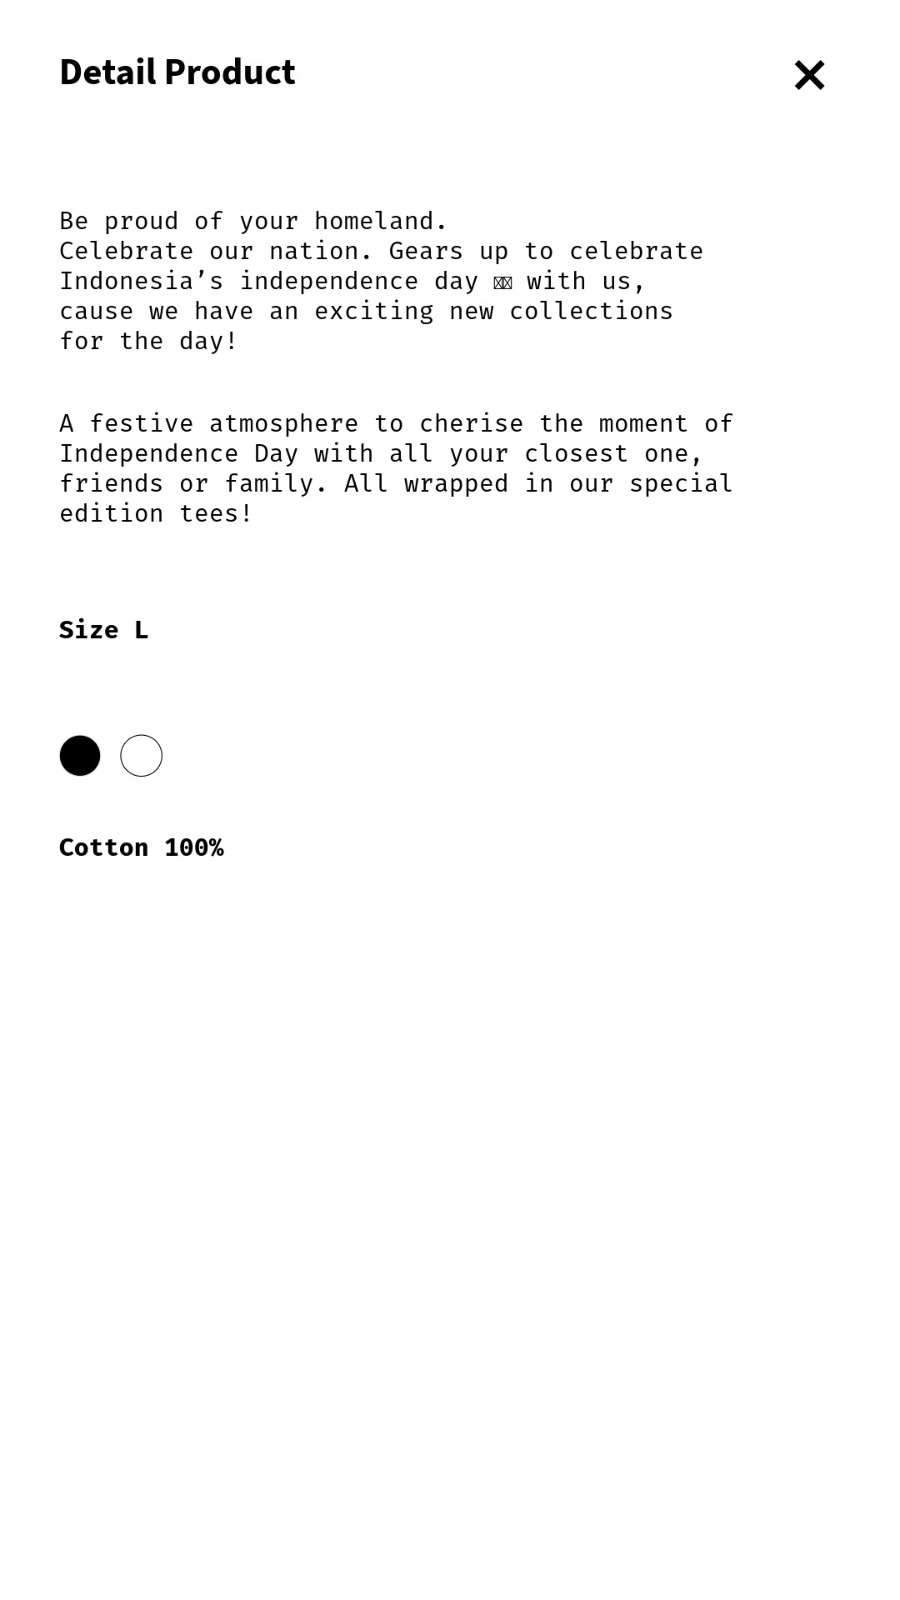 Detail Product
Be proud of your homeland.
Celebrate our nation. Gears up to celebrate
Indonesia’s independence day with us,
cause we have an exciting new collections
for the day!
A festive atmosphere to cherise the moment of
Independence Day with all your closest one,
friends or family. All wrapped in our special
edition tees!
Size L
Cotton 100%